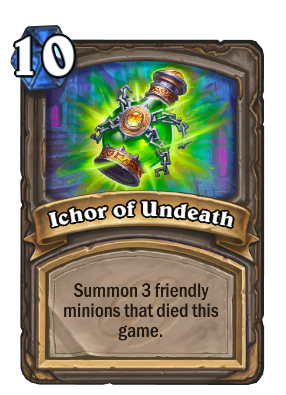 10
Ichor of Undeath
Summon 3 friendly
minions that died this
game.